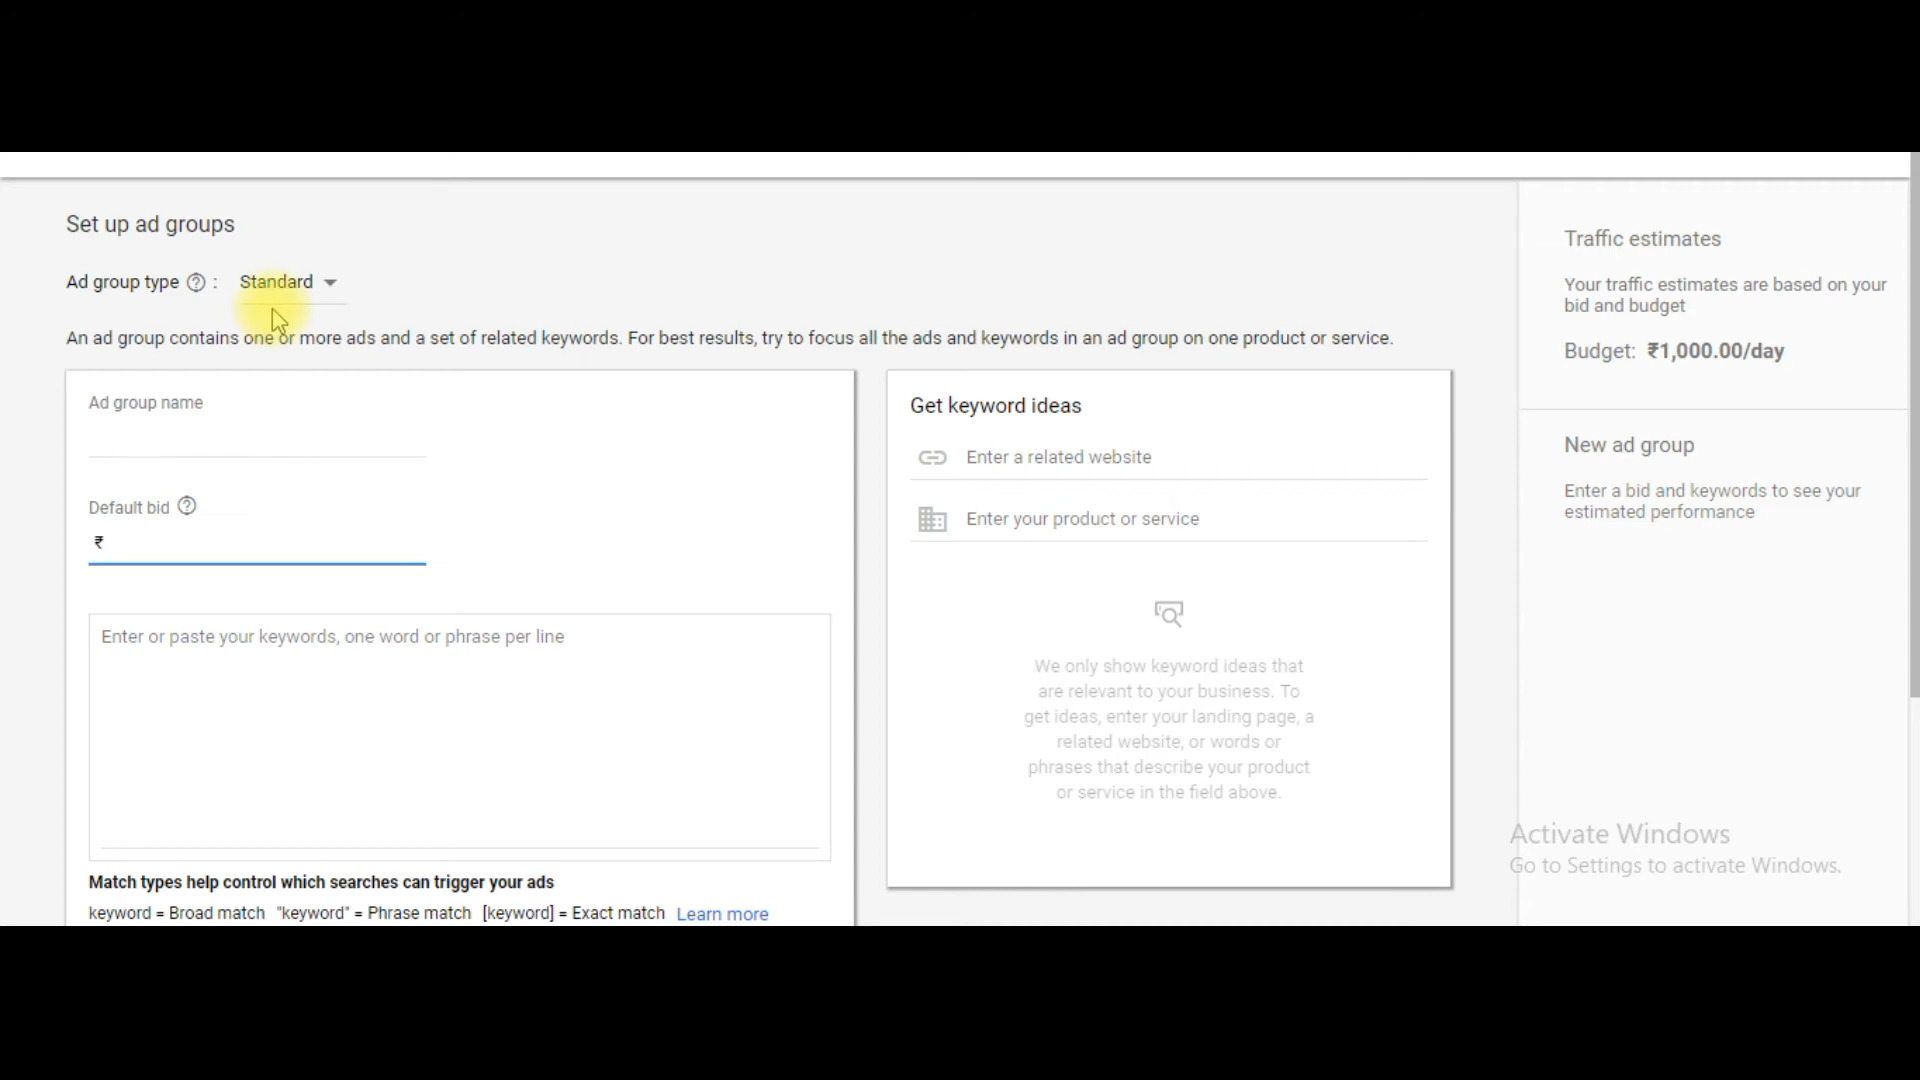 Set up ad groups
Ad group type ? : Standard
An ad group contains one or more ads and a set of related keywords. For best results, try to focus all the ads and keywords in an ad group on one product or service.
Ad group name
Default bid ?
₹
Enter or paste your keywords, one word or phrase per line
Match types help control which searches can trigger your ads
keyword = Broad match "keyword" = Phrase match [keyword] = Exact match Learn more
Get keyword ideas
Enter a related website
Enter your product or service
We only show keyword ideas that
are relevant to your business. To
get ideas, enter your landing page, a
related website, or words or
phrases that describe your product
or service in the field above.
Traffic estimates
Your traffic estimates are based on your
bid and budget
Budget: ₹1,000.00/day
New ad group
Enter a bid and keywords to see your
estimated performance
Activate Windows
Go to Settings to activate Windows.